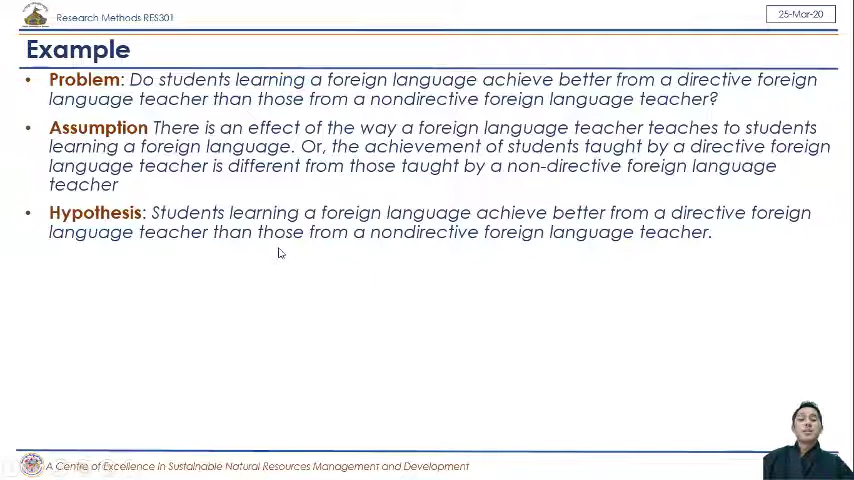 Research Methods RES301
25-Mar-20
Example
• Problem: Do students learning a foreign language achieve better from a directive foreign
language teacher than those from a nondirective foreign language teacher?
• Assumption There is an effect of the way a foreign language teacher teaches to students
learning a foreign language. Or, the achievement of students taught by a directive foreign
language teacher is different from those taught by a non-directive foreign language
teacher
• Hypothesis: Students learning a foreign language achieve better from a directive foreign
language teacher than those from a nondirective foreign language teacher.
A Centre of Excellence in Sustainable Natural Resources Management and Development